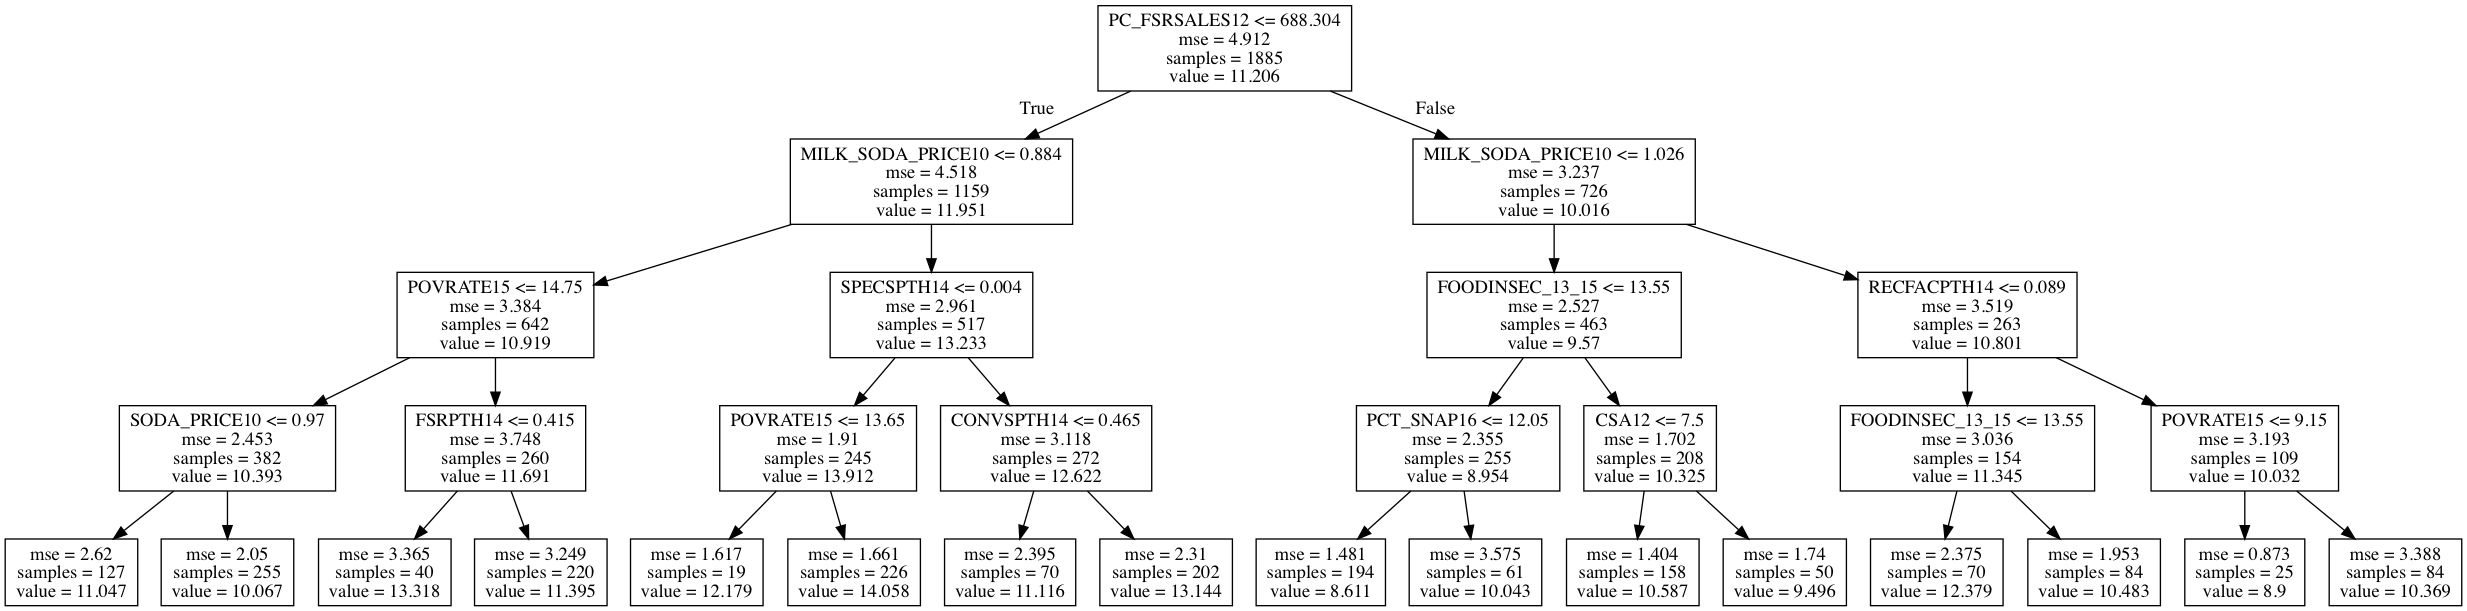 PC_FSRSALES12 <= 688.304
mse = 4.912
samples = 1885
value = 11.206
True
False
MILK_SODA_PRICE10 <= 0.884
mse = 4.518
samples = 1159
value = 11.951
MILK_SODA_PRICE10 <= 1.026
mse = 3.237
samples = 726
value = 10.016
POVRATE15 <= 14.75
mse = 3.384
samples = 642
value = 10.919
SPECSPTH14 <= 0.004
mse = 2.961
samples = 517
value = 13.233
FOODINSEC_13_15 <= 13.55
mse = 2.527
samples = 463
value = 9.57
RECFACPTH14 <= 0.089
mse = 3.519
samples = 263
value = 10.801
SODA_PRICE10 <= 0.97
mse = 2.453
samples = 382
value = 10.393
FSRPTH14 <= 0.415
mse = 3.748
samples = 260
value = 11.691
POVRATE15 <= 13.65
mse = 1.91
samples = 245
value = 13.912
CONVSPTH14 <= 0.465
mse = 3.118
samples = 272
value = 12.622
PCT_SNAP16 <= 12.05
mse = 2.355
samples = 255
value = 8.954
CSA12 <= 7.5
mse = 1.702
samples = 208
value = 10.325
FOODINSEC_13_15 <= 13.55
mse = 3.036
samples = 154
value = 11.345
POVRATE15 <= 9.15
mse = 3.193
samples = 109
value = 10.032
mse = 2.62
samples = 127
value = 11.047
mse = 2.05
samples = 255
value = 10.067
mse = 3.365
samples = 40
value = 13.318
mse = 3.249
samples = 220
value = 11.395
mse = 1.617
samples = 19
value = 12.179
mse = 1.661
samples = 226
value = 14.058
mse = 2.395
samples = 70
value = 11.116
mse = 2.31
samples = 202
value = 13.144
mse = 1.481
samples = 194
value = 8.611
mse = 3.575
samples = 61
value = 10.043
mse = 1.404
samples = 158
value = 10.587
mse = 1.74
samples = 50
value = 9.496
mse = 2.375
samples = 70
value = 12.379
mse = 1.953
samples = 84
value = 10.483
mse = 0.873
samples = 25
value = 8.9
mse = 3.388
samples = 84
value = 10.369